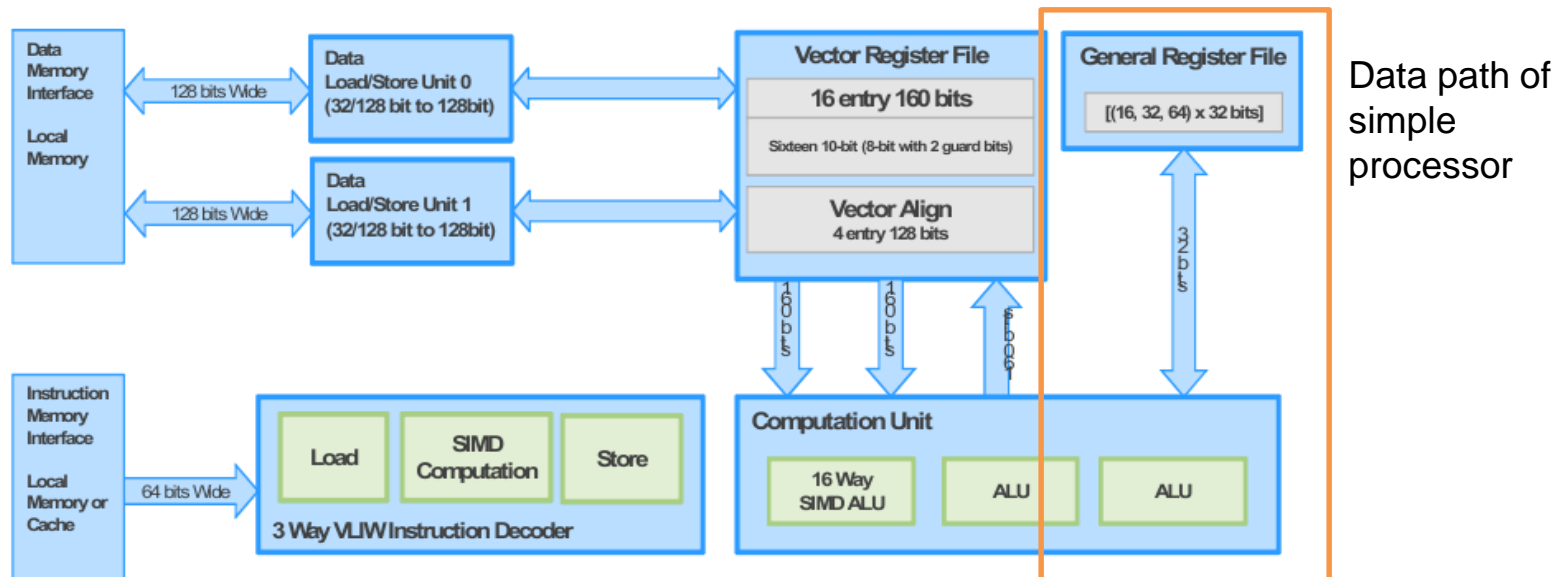 Data
Memory
Interface
Local
Memory
128 bits Wide
128 bits Wide
Data
Load/Store Unit 0
(32/128 bit to 128bit)
Data
Load/Store Unit 1
(32/128 bit to 128bit)
Vector Register File
16 entry 160 bits
Sixteen 10-bit (8-bit with 2 guard bits)
Vector Align
4 entry 128 bits
General Register File
[(16, 32, 64) x 32 bits]
Data path of
simple
processor
160 bits
160 bits
160 bits
32 bits
Instruction
Memory
Interface
Local
Memory or
Cache
64 bits Wide
Load
SIMD
Computation
Store
3 Way VLIW Instruction Decoder
Computation Unit
16 Way
SIMD ALU
ALU
ALU